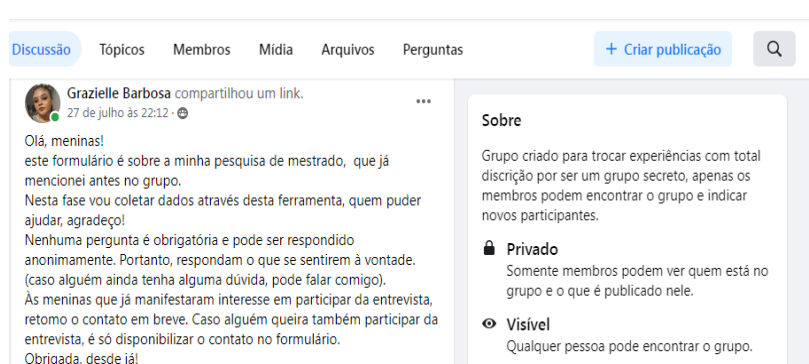 Discussão Tópicos Membros Mídia Arquivos Perguntas + Criar publicação
Grazielle Barbosa compartilhou um link.
27 de julho às 22:12 ·
Olá, meninas!
este formulário é sobre a minha pesquisa de mestrado, que já
mencionei antes no grupo.
Nesta fase vou coletar dados através desta ferramenta, quem puder
ajudar, agradeço!
Nenhuma pergunta é obrigatória e pode ser respondido
anonimamente. Portanto, respondam o que se sentirem à vontade.
(caso alguém ainda tenha alguma dúvida, pode falar comigo).
Às meninas que já manifestaram interesse em participar da entrevista,
retomo o contato em breve. Caso alguém queira também participar da
entrevista, é só disponibilizar o contato no formulário.
Obrigada, desde já!
Sobre
Grupo criado para trocar experiências com total
discrição por ser um grupo secreto, apenas os
membros podem encontrar o grupo e indicar
novos participantes.
Privado
Somente membros podem ver quem está no
grupo e o que é publicado nele.
Visível
Qualquer pessoa pode encontrar o grupo.